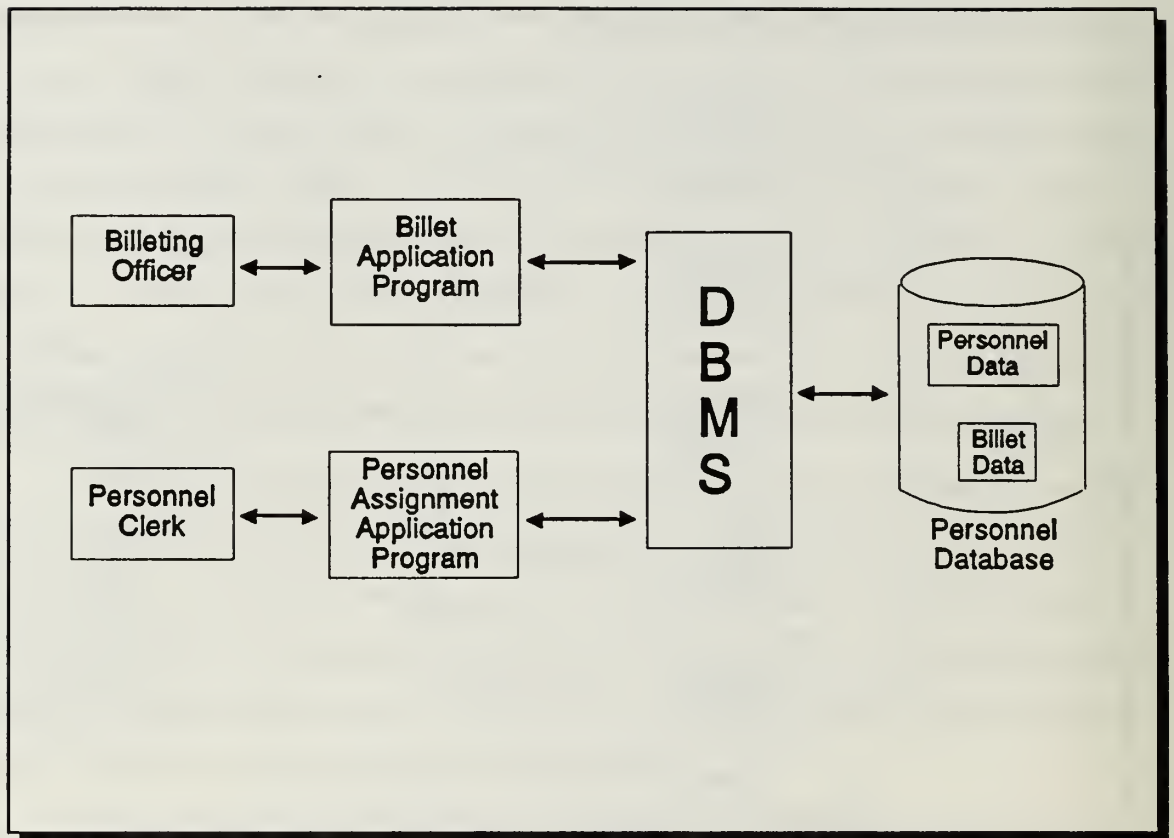 Billeting
Officer
Billet
Application
Program
Personnel
Clerk
Personnel
Assignment
Application
Program
D
B
M
S
Personnel
Data
Billet
Data
Personnel
Database